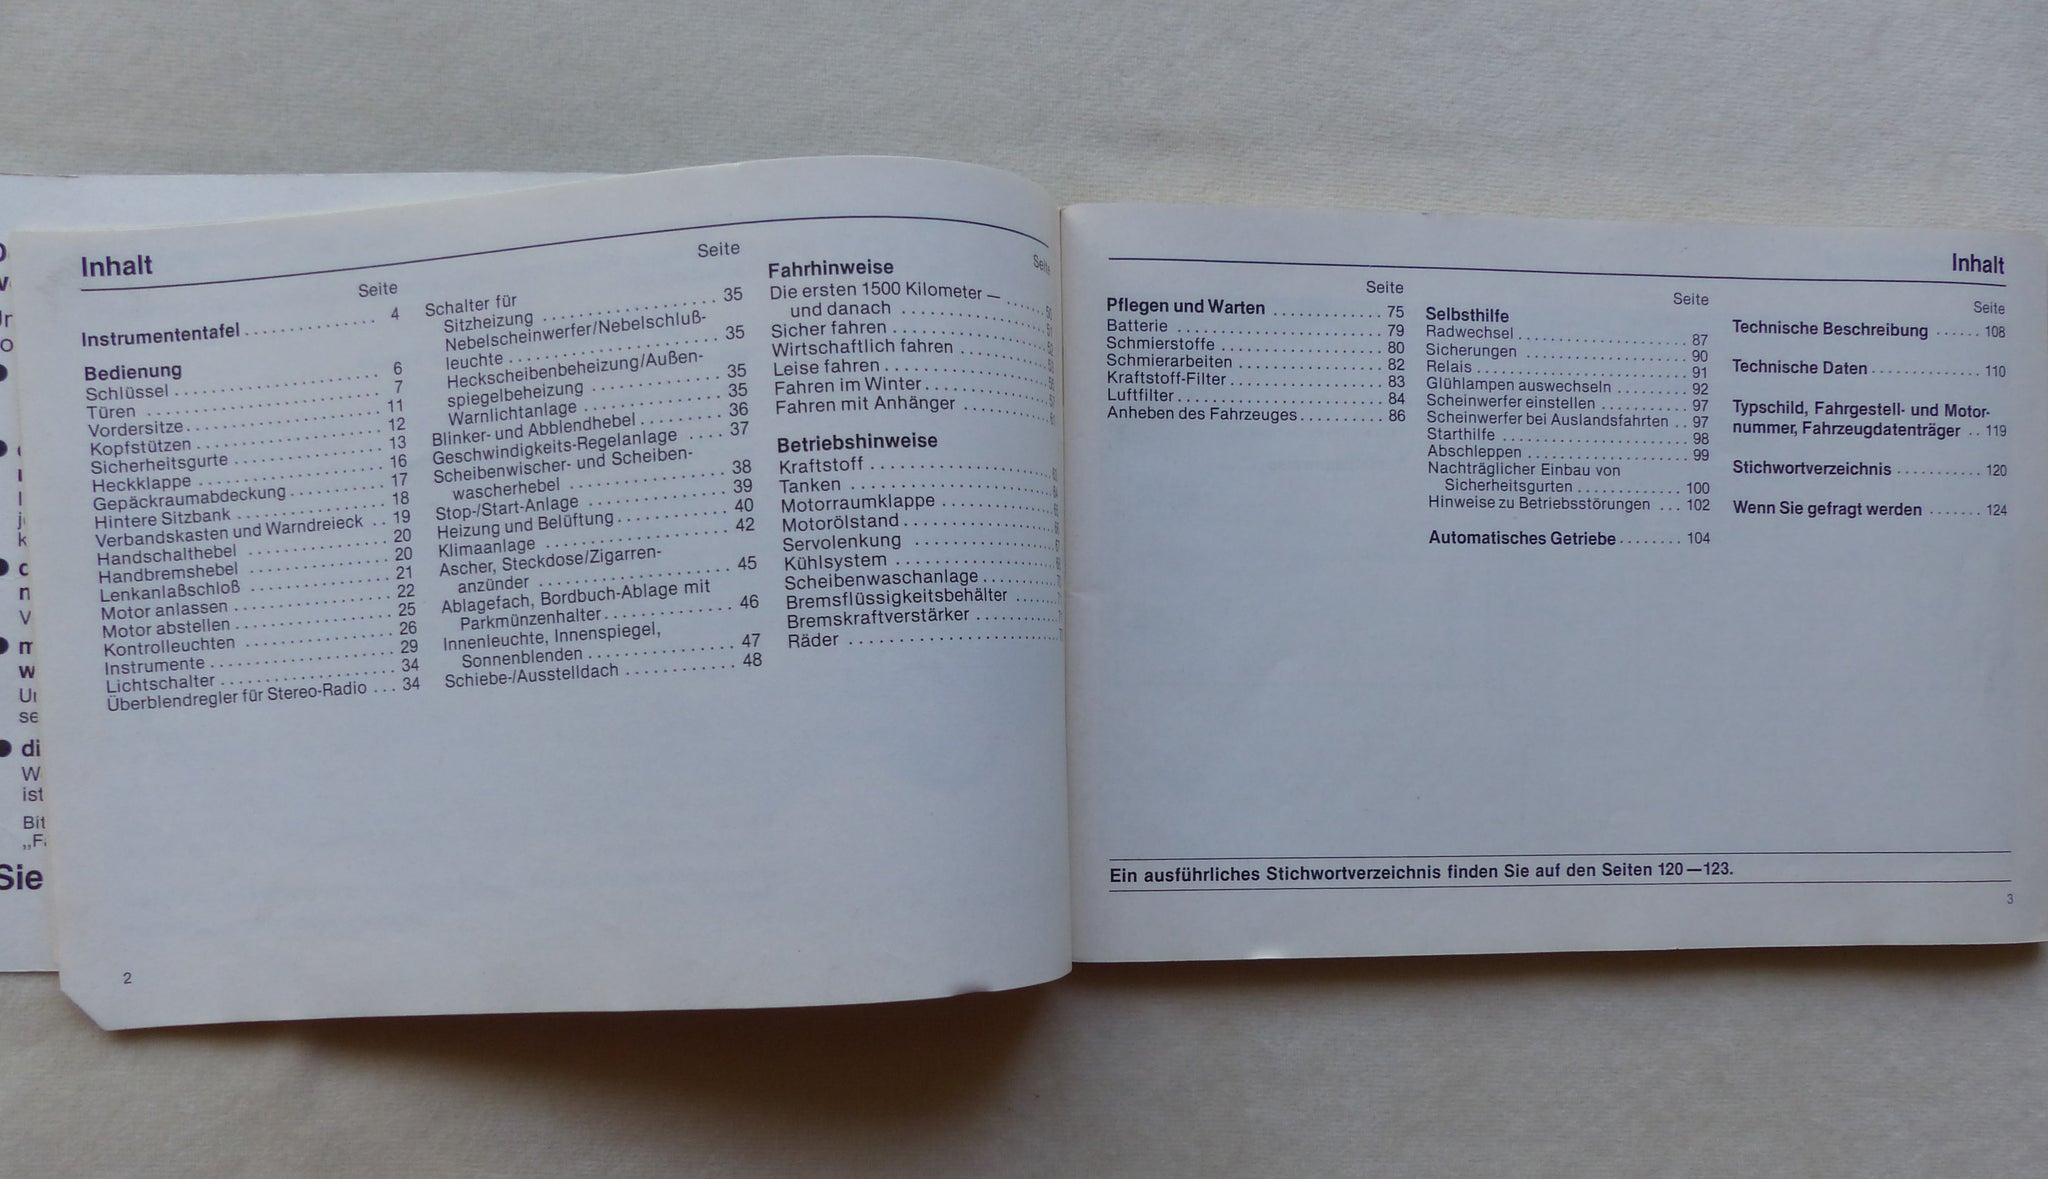 Inhalt
Seite
Instrumententafel ............... 4
Bedienung
Schlüssel ............... 6
Türen ............... 7
Vordersitze ............... 11
Kopfstützen ............... 12
Sicherheitsgurte ............... 13
Heckklappe ............... 16
Gepäckraumabdeckung ............... 17
Hintere Sitzbank ............... 18
Verbandskasten und Warndreieck .. 19
Handschalthebel ............... 20
Handbremshebel ............... 20
Lenkanlaßschloß ............... 21
Motor anlassen ............... 22
Motor abstellen ............... 25
Kontrolleuchten ............... 26
Instrumente ............... 29
Lichtschalter ............... 34
Überblendregler für Stereo-Radio ... 34
Seite
Schalter für
Sitzheizung ............... 35
Nebelscheinwerfer/Nebelschluß-
leuchte ............... 35
Heckscheibenbeheizung/Außen-
spiegelbeheizung ............... 35
Warnlichtanlage ............... 35
Blinker- und Abblendhebel ............... 36
Geschwindigkeits-Regelanlage .... 37
Scheibenwischer- und Scheiben-
wascherhebel ............... 38
Stop-/Start-Anlage ............... 39
Heizung und Belüftung ............... 40
Klimaanlage ............... 42
Ascher, Steckdose/Zigarren-
anzünder ............... 45
Ablagefach, Bordbuch-Ablage mit
Parkmünzenhalter ............... 46
Innenleuchte, Innenspiegel,
Sonnenblenden ............... 47
Schiebe-/Ausstelldach ............... 48
Seite
Fahrhinweise
Die ersten 1500 Kilometer —
und danach ...............
Sicher fahren ...............
Wirtschaftlich fahren ...............
Leise fahren ...............
Fahren im Winter ...............
Fahren mit Anhänger ...............
Betriebshinweise
Kraftstoff ...............
Tanken ...............
Motorraumklappe ...............
Motorölstand ...............
Servolenkung ...............
Kühlsystem ...............
Scheibenwaschanlage ...............
Bremsflüssigkeitsbehälter .......
Bremskraftverstärker ...............
Räder ...............
2
Inhalt
Seite
Pflegen und Warten ............... 75
Batterie ............... 79
Schmierstoffe ............... 80
Schmierarbeiten ............... 82
Kraftstoff-Filter ............... 83
Luftfilter ............... 84
Anheben des Fahrzeuges ............... 86
Seite
Selbsthilfe
Radwechsel ............... 87
Sicherungen ............... 90
Relais ............... 91
Glühlampen auswechseln ............... 92
Scheinwerfer einstellen ............... 97
Scheinwerfer bei Auslandsfahrten .. 97
Starthilfe ............... 98
Abschleppen ............... 99
Nachträglicher Einbau von
Sicherheitsgurten ............... 100
Hinweise zu Betriebsstörungen ... 102
Automatisches Getriebe ........ 104
Seite
Technische Beschreibung ...... 108
Technische Daten ............... 110
Typschild, Fahrgestell- und Motor-
nummer, Fahrzeugdatenträger .. 119
Stichwortverzeichnis ............... 120
Wenn Sie gefragt werden ....... 124
Ein ausführliches Stichwortverzeichnis finden Sie auf den Seiten 120—123.
3
di
ist
Sie